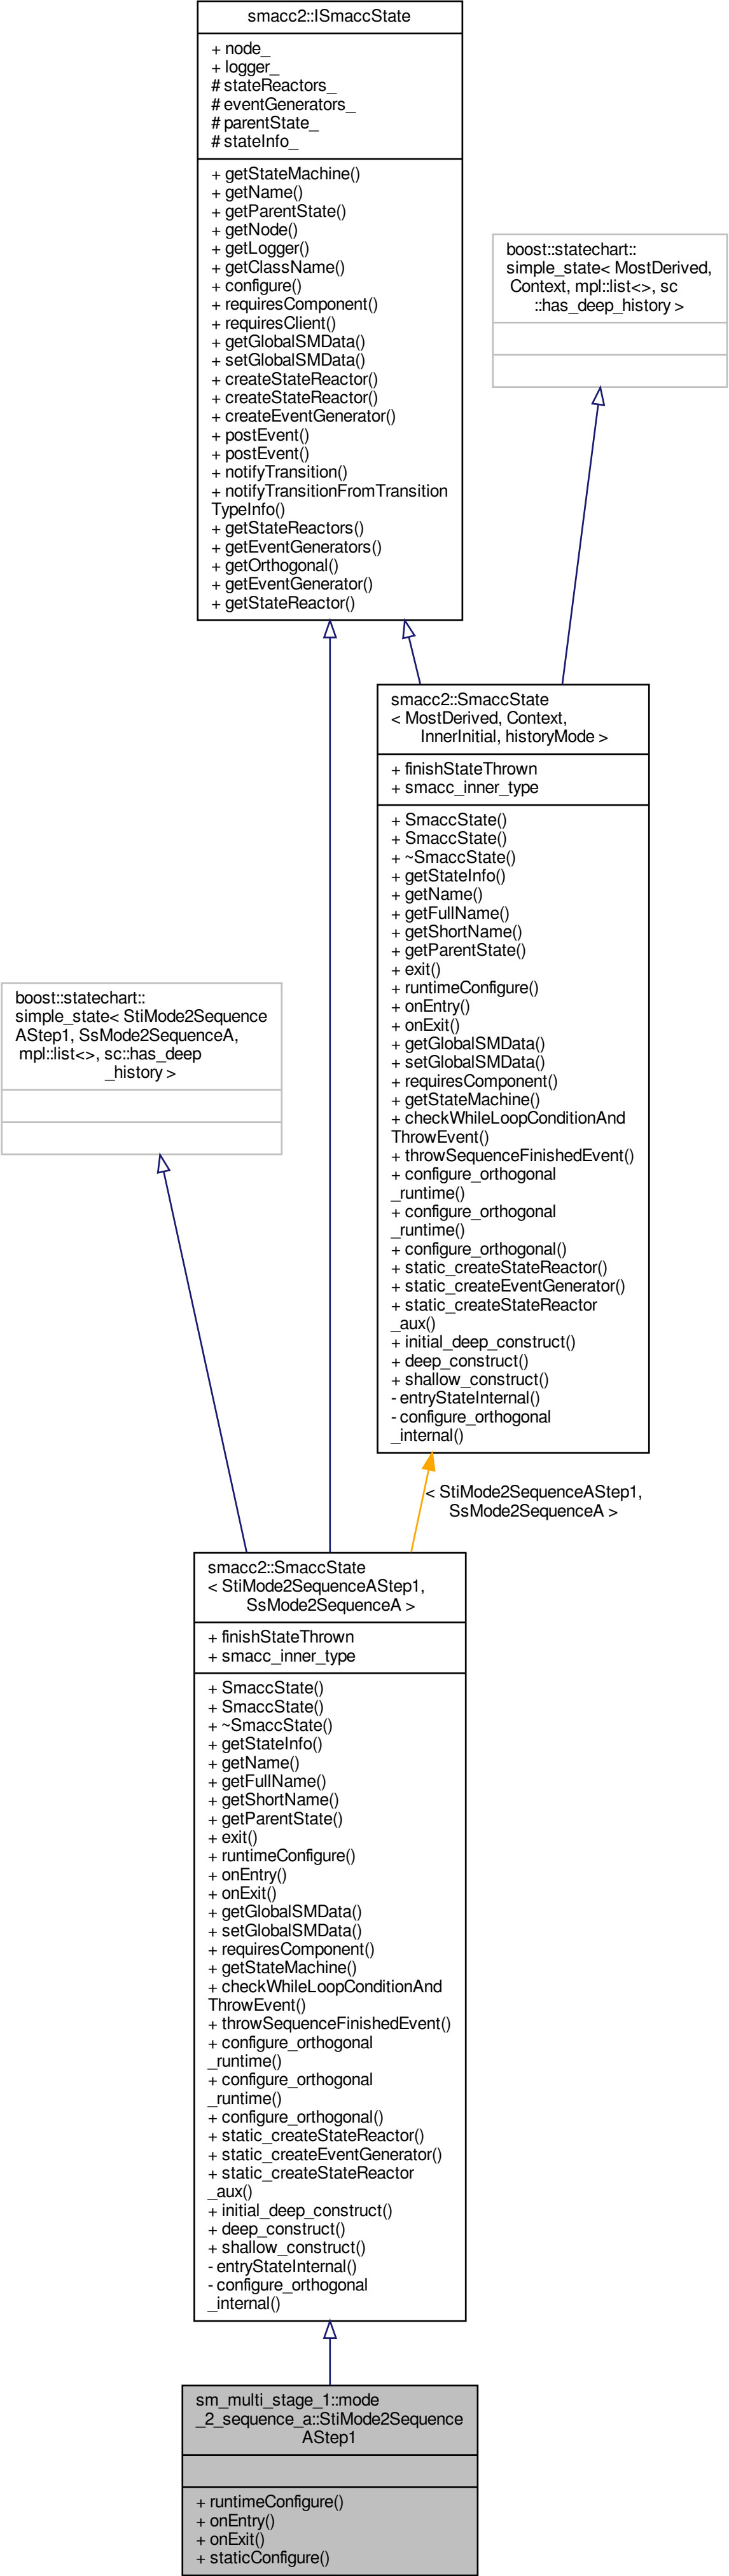 smacc2::ISmaccState
+ node_
+ logger_
# stateReactors_
# eventGenerators_
# parentState_
# stateInfo_
+ getStateMachine()
+ getName()
+ getParentState()
+ getNode()
+ getLogger()
+ getClassName()
+ configure()
+ requiresComponent()
+ requiresClient()
+ getGlobalSMData()
+ setGlobalSMData()
+ createStateReactor()
+ createStateReactor()
+ createEventGenerator()
+ postEvent()
+ postEvent()
+ notifyTransition()
+ notifyTransitionFromTransition
TypeInfo()
+ getStateReactors()
+ getEventGenerators()
+ getOrthogonal()
+ getEventGenerator()
+ getStateReactor()
boost::statechart::
simple_state< MostDerived,
Context, mpl::list<>, sc
::has_deep_history >
smacc2::SmaccState
< MostDerived, Context,
InnerInitial, historyMode >
+ finishStateThrown
+ smacc_inner_type
+ SmaccState()
+ SmaccState()
+ ~SmaccState()
+ getStateInfo()
+ getName()
+ getFullName()
+ getShortName()
+ getParentState()
+ exit()
+ runtimeConfigure()
+ onEntry()
+ onExit()
+ getGlobalSMData()
+ setGlobalSMData()
+ requiresComponent()
+ getStateMachine()
+ checkWhileLoopConditionAnd
ThrowEvent()
+ throwSequenceFinishedEvent()
+ configure_orthogonal
_runtime()
+ configure_orthogonal
_runtime()
+ configure_orthogonal()
+ static_createStateReactor()
+ static_createEventGenerator()
+ static_createStateReactor
_aux()
+ initial_deep_construct()
+ deep_construct()
+ shallow_construct()
- entryStateInternal()
- configure_orthogonal
_internal()
boost::statechart::
simple_state< StiMode2Sequence
AStep1, SsMode2SequenceA,
mpl::list<>, sc::has_deep
_history >
< StiMode2SequenceAStep1,
SsMode2SequenceA >
smacc2::SmaccState
< StiMode2SequenceAStep1,
SsMode2SequenceA >
+ finishStateThrown
+ smacc_inner_type
+ SmaccState()
+ SmaccState()
+ ~SmaccState()
+ getStateInfo()
+ getName()
+ getFullName()
+ getShortName()
+ getParentState()
+ exit()
+ runtimeConfigure()
+ onEntry()
+ onExit()
+ getGlobalSMData()
+ setGlobalSMData()
+ requiresComponent()
+ getStateMachine()
+ checkWhileLoopConditionAnd
ThrowEvent()
+ throwSequenceFinishedEvent()
+ configure_orthogonal
_runtime()
+ configure_orthogonal
_runtime()
+ configure_orthogonal()
+ static_createStateReactor()
+ static_createEventGenerator()
+ static_createStateReactor
_aux()
+ initial_deep_construct()
+ deep_construct()
+ shallow_construct()
- entryStateInternal()
- configure_orthogonal
_internal()
sm_multi_stage_1::mode
_2_sequence_a::StiMode2Sequence
AStep1
+ runtimeConfigure()
+ onEntry()
+ onExit()
+ staticConfigure()